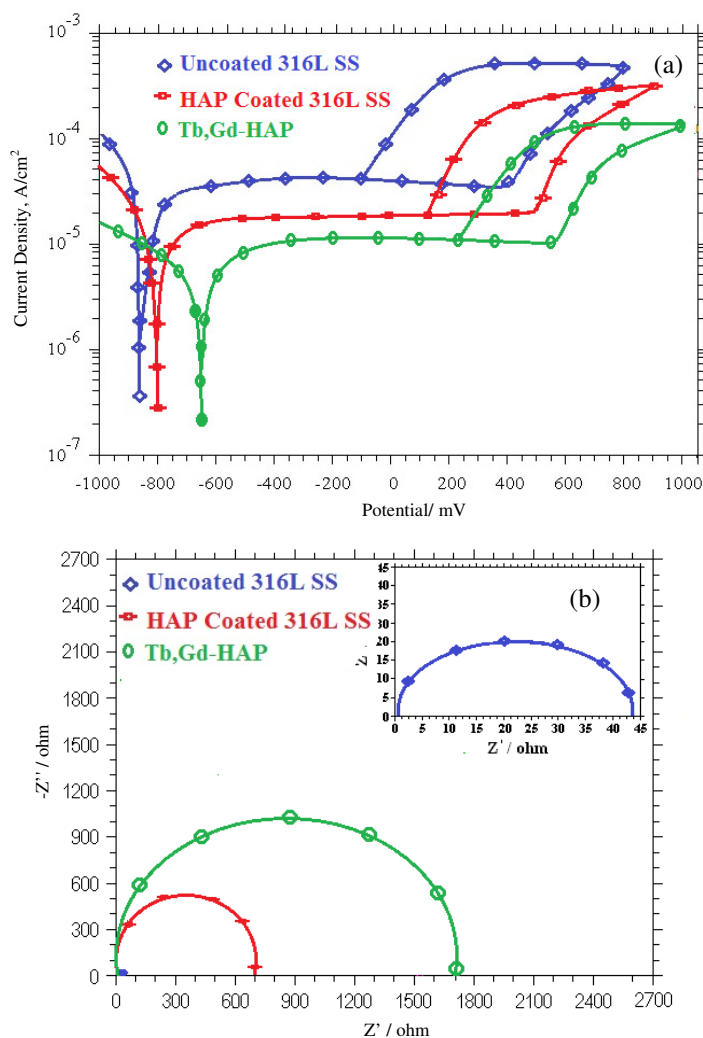 10-3
(a)
Uncoated 316L SS
HAP Coated 316L SS
Tb,Gd-HAP
10-4
10-5
10-6
10-7
Current Density, A/cm2
-1000 -800 -600 -400 -200 0 200 400 600 800 1000
Potential/ mV
2700
2400
2100
1800
1500
1200
900
600
300
0
-Z'' / ohm
Uncoated 316L SS
HAP Coated 316L SS
Tb,Gd-HAP
(b)
45
40
35
30
25
20
15
10
5
0
0 5 10 15 20 25 30 35 40 45
Z' / ohm
0 300 600 900 1200 1500 1800 2100 2400 2700
Z' / ohm